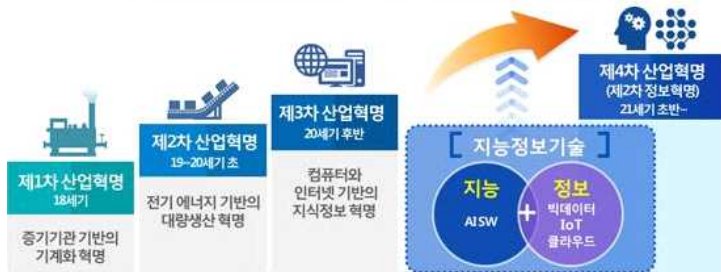 제1차 산업혁명
18세기
증기기관 기반의
기계화 혁명
제2차 산업혁명
19~20세기 초
전기 에너지 기반의
대량생산 혁명
제3차 산업혁명
20세기 후반
컴퓨터와
인터넷 기반의
지식정보 혁명
제4차 산업혁명
(제2차 정보혁명)
21세기 초반~
[ 지능정보기술 ]
지능
AISW
+
정보
빅데이터
IoT
클라우드